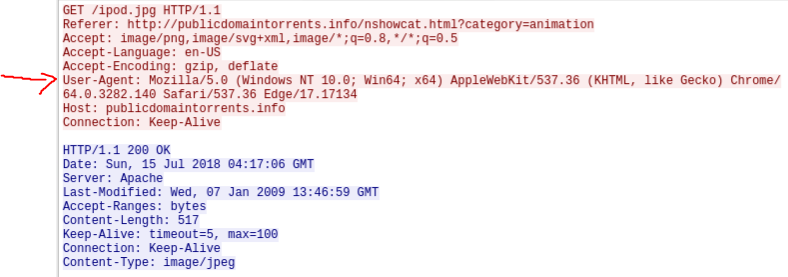 GET /ipod.jpg HTTP/1.1
Referer: http://publicdomaintorrents.info/nshowcat.html?category=animation
Accept: image/png,image/svg+xml,image/*;q=0.8,*/*;q=0.5
Accept-Language: en-US
Accept-Encoding: gzip, deflate
User-Agent: Mozilla/5.0 (Windows NT 10.0; Win64; x64) AppleWebKit/537.36 (KHTML, like Gecko) Chrome/
64.0.3282.140 Safari/537.36 Edge/17.17134
Host: publicdomaintorrents.info
Connection: Keep-Alive

HTTP/1.1 200 OK
Date: Sun, 15 Jul 2018 04:17:06 GMT
Server: Apache
Last-Modified: Wed, 07 Jan 2009 13:46:59 GMT
Accept-Ranges: bytes
Content-Length: 517
Keep-Alive: timeout=5, max=100
Connection: Keep-Alive
Content-Type: image/jpeg